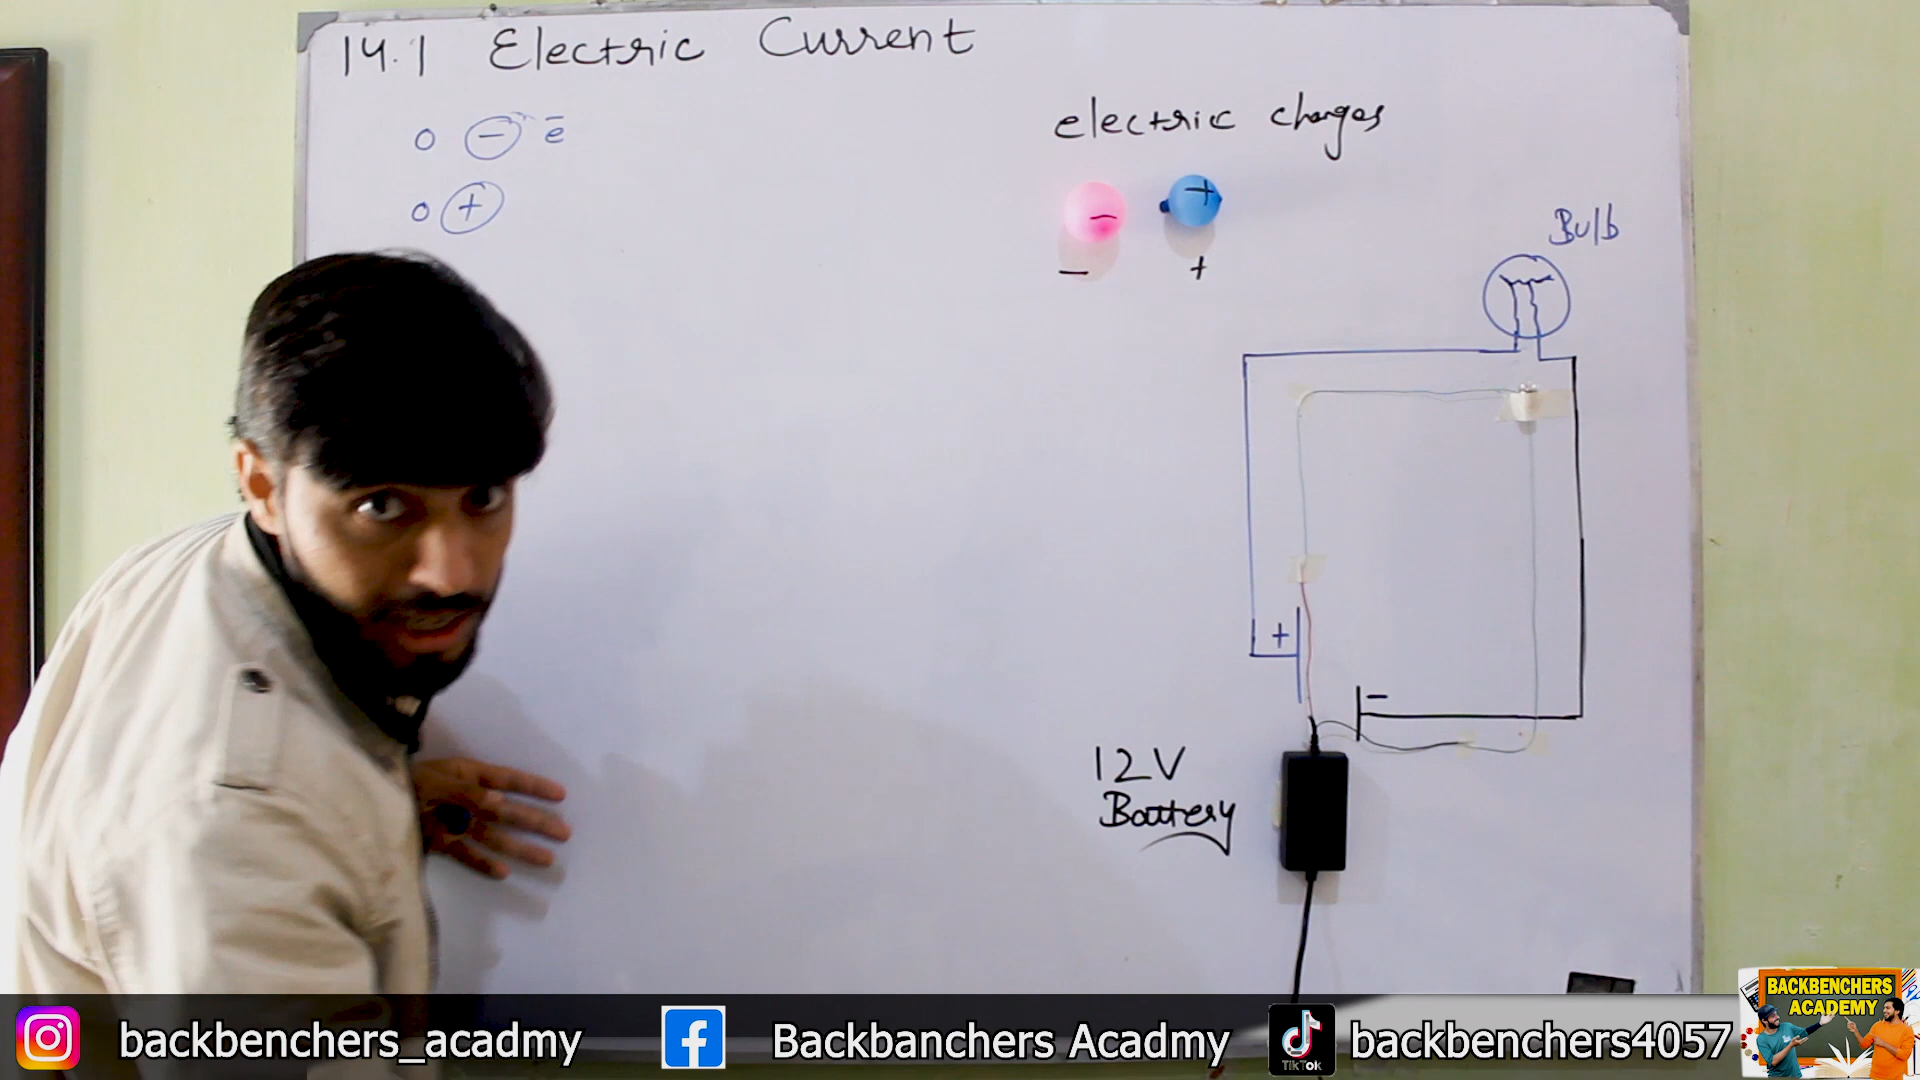 14.1 Electric Current
o - e
o +
electric charges
- +
- +
Bulb
+
-
12V
Battery
BACKBENCHERS
ACADEMY
backbenchers_acadmy
Backbanchers Acadmy
TikTok
backbenchers4057